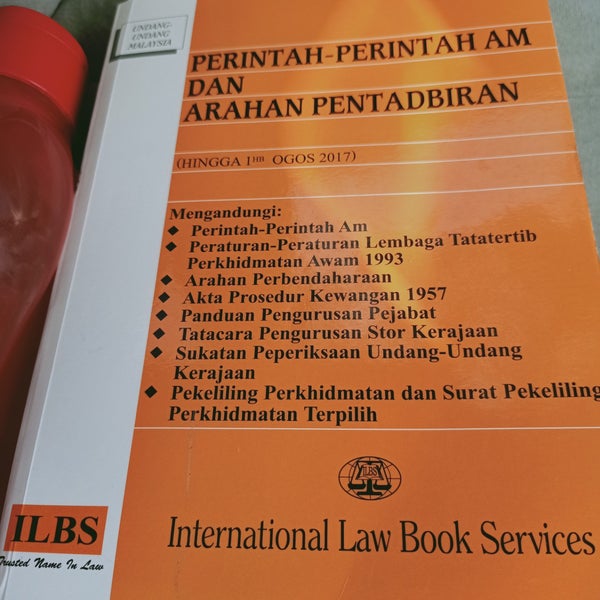 UNDANG-
UNDANG
MALAYSIA
PERINTAH-PERINTAH AM
DAN
ARAHAN PENTADBIRAN
(HINGGA 1HB OGOS 2017)
Mengandungi:
◆ Perintah-Perintah Am
◆ Peraturan-Peraturan Lembaga Tatatertib
Perkhidmatan Awam 1993
◆ Arahan Perbendaharaan
◆ Akta Prosedur Kewangan 1957
◆ Panduan Pengurusan Pejabat
◆ Tatacara Pengurusan Stor Kerajaan
◆ Sukatan Peperiksaan Undang-Undang
Kerajaan
◆ Pekeliling Perkhidmatan dan Surat Pekeliling
Perkhidmatan Terpilih
ILBS
International Law Book Services
ILBS
Trusted Name In Law